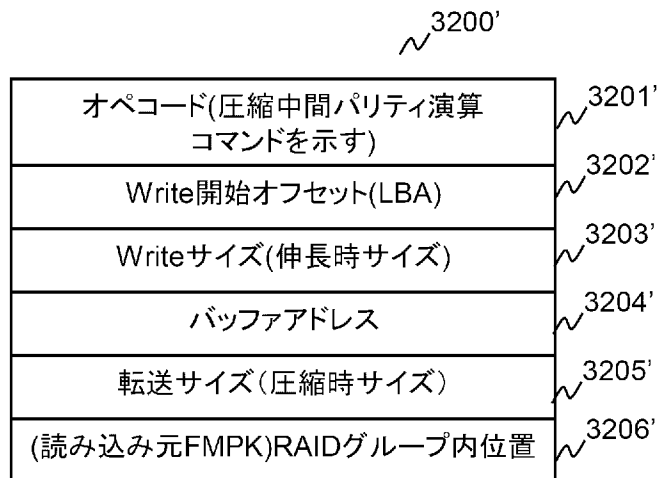 3200'
オペコード(圧縮中間パリティ演算
コマンドを示す)
3201'
Write開始オフセット(LBA)
3202'
Writeサイズ(伸長時サイズ)
3203'
バッファアドレス
3204'
転送サイズ(圧縮時サイズ)
3205'
(読み込み元FMPK)RAIDグループ内位置
3206'